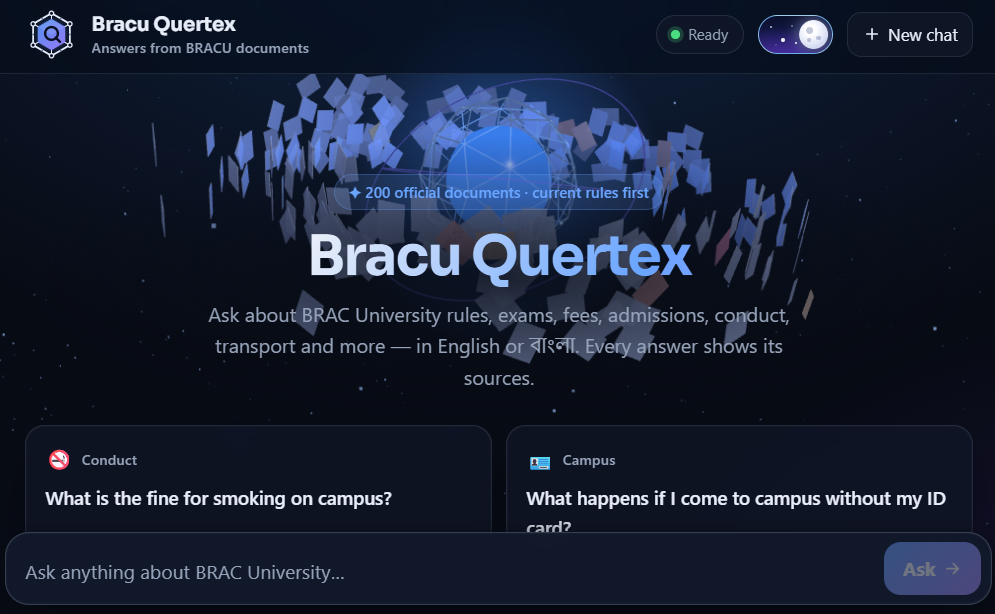 Bracu Quertex
Answers from BRACU documents
Ready
+ New chat
✦ 200 official documents · current rules first
Bracu Quertex
Ask about BRAC University rules, exams, fees, admissions, conduct,
transport and more — in English or বাংলা. Every answer shows its
sources.
Conduct
What is the fine for smoking on campus?
Campus
What happens if I come to campus without my ID
card?
Ask anything about BRAC University...
Ask →